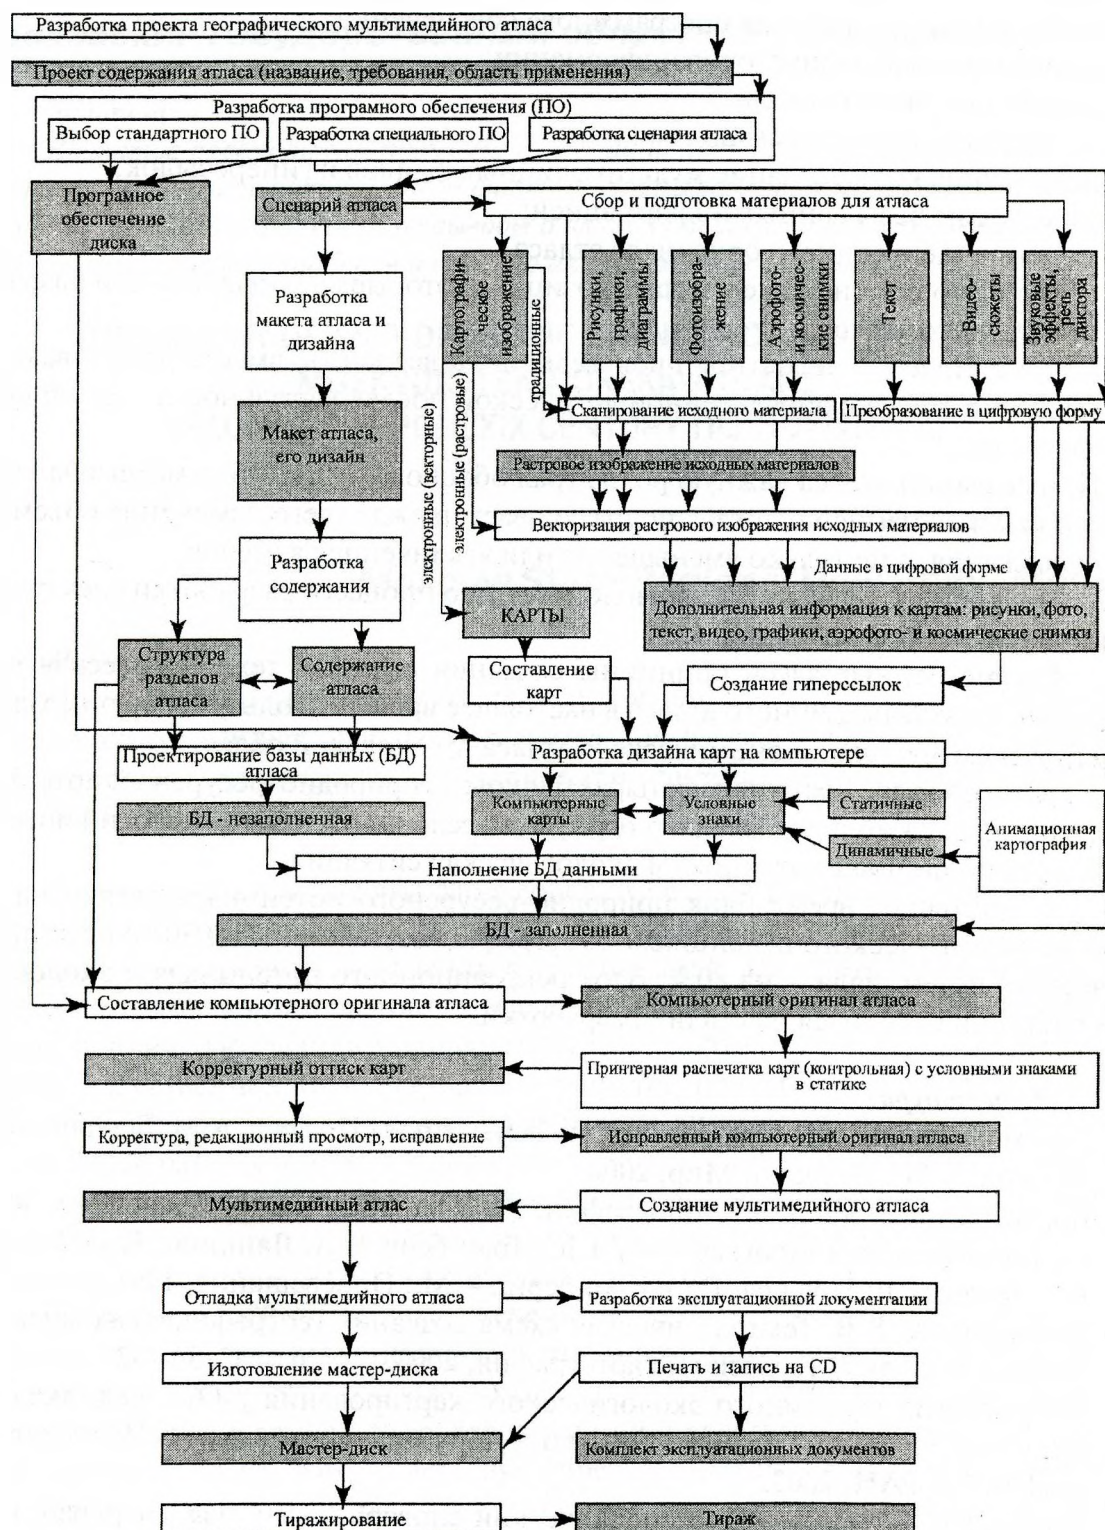 Разработка проекта географического мультимедийного атласа
Проект содержания атласа (название, требования, область применения)
Разработка програмного обеспечения (ПО)
Выбор стандартного ПО
Разработка специального ПО
Разработка сценария атласа
Програмное
обеспечение
диска
Сценарий атласа
Сбор и подготовка материалов для атласа
Разработка
макета атласа и
дизайна
Картографи-
ческое
изображение
традиционные
Рисунки,
графики,
диаграммы
Фотоизобра-
жение
Аэрофото-
и космичес-
кие снимки
Текст
Видео-
сюжеты
Звуковые
эффекты,
речь
диктора
Сканирование исходного материала
Преобразование в цифровую форму
Макет атласа,
его дизайн
электронные (векторные)
электронные (растровые)
Растровое изображение исходных материалов
Векторизация растрового изображения исходных материалов
Разработка
содержания
Данные в цифровой форме
КАРТЫ
Дополнительная информация к картам: рисунки, фото,
текст, видео, графики, аэрофото- и космические снимки
Структура
разделов
атласа
Содержание
атласа
Составление
карт
Создание гиперссылок
Проектирование базы данных (БД)
атласа
Разработка дизайна карт на компьютере
БД - незаполненная
Компьютерные
карты
Условные
знаки
Статичные
Динамичные
Анимационная
картография
Наполнение БД данными
БД - заполненная
Составление компьютерного оригинала атласа
Компьютерный оригинал атласа
Корректурный оттиск карт
Принтерная распечатка карт (контрольная) с условными знаками
в статике
Корректура, редакционный просмотр, исправление
Исправленный компьютерный оригинал атласа
Мультимедийный атлас
Создание мультимедийного атласа
Отладка мультимедийного атласа
Разработка эксплуатационной документации
Изготовление мастер-диска
Печать и запись на CD
Мастер-диск
Комплект эксплуатационных документов
Тиражирование
Тираж